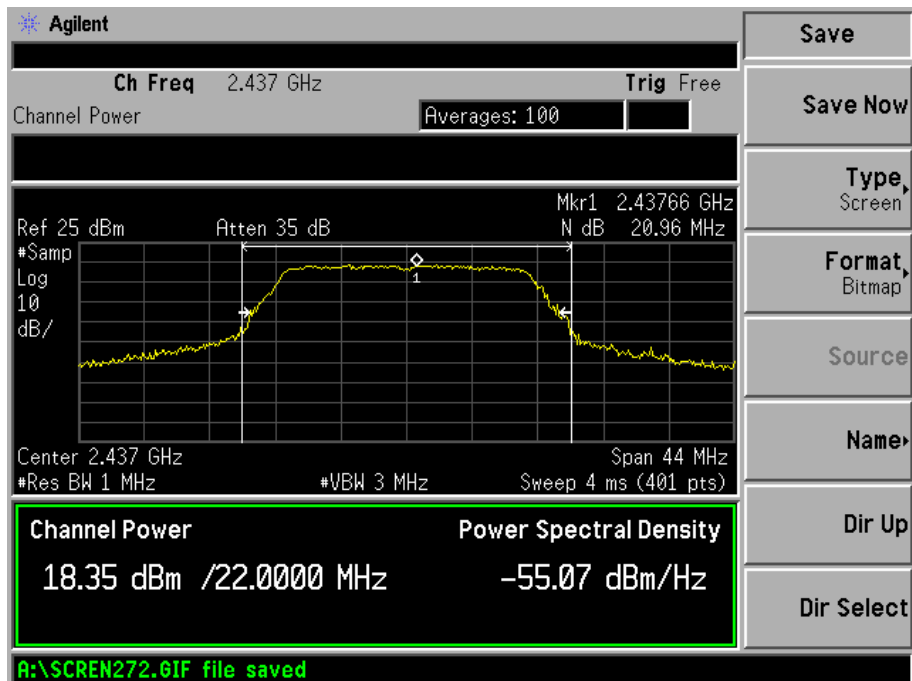 Agilent
Ch Freq 2.437 GHz Trig Free
Channel Power Averages: 100
Mkr1 2.43766 GHz
Ref 25 dBm Atten 35 dB N dB 20.96 MHz
#Samp
Log
10
dB/
1
Center 2.437 GHz Span 44 MHz
#Res BW 1 MHz #VBW 3 MHz Sweep 4 ms (401 pts)
Channel Power Power Spectral Density
18.35 dBm /22.0000 MHz -55.07 dBm/Hz
A:\SCREN272.GIF file saved
Save
Save Now
Type
Screen
Format
Bitmap
Source
Name
Dir Up
Dir Select